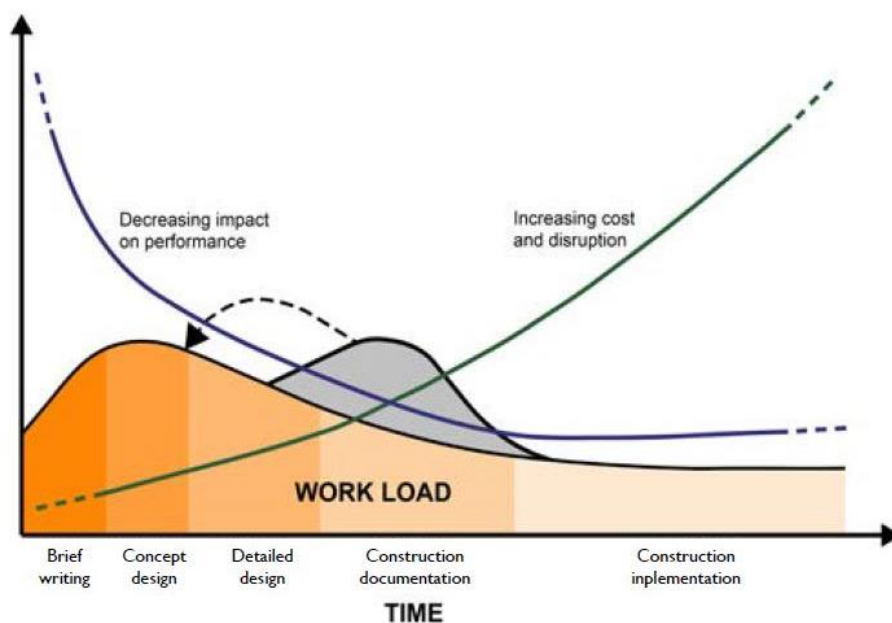 Decreasing impact
on performance
Increasing cost
and disruption
WORK LOAD
Brief
writing
Concept
design
Detailed
design
Construction
documentation
Construction
inplementation
TIME